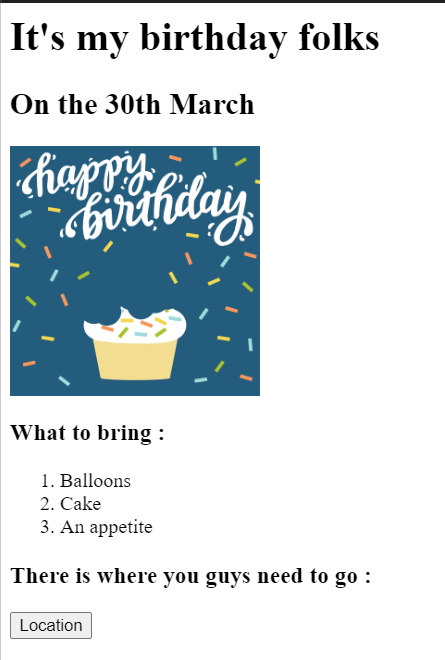 It's my birthday folks
On the 30th March
happy
birthday
What to bring :
1. Balloons
2. Cake
3. An appetite
There is where you guys need to go :
Location